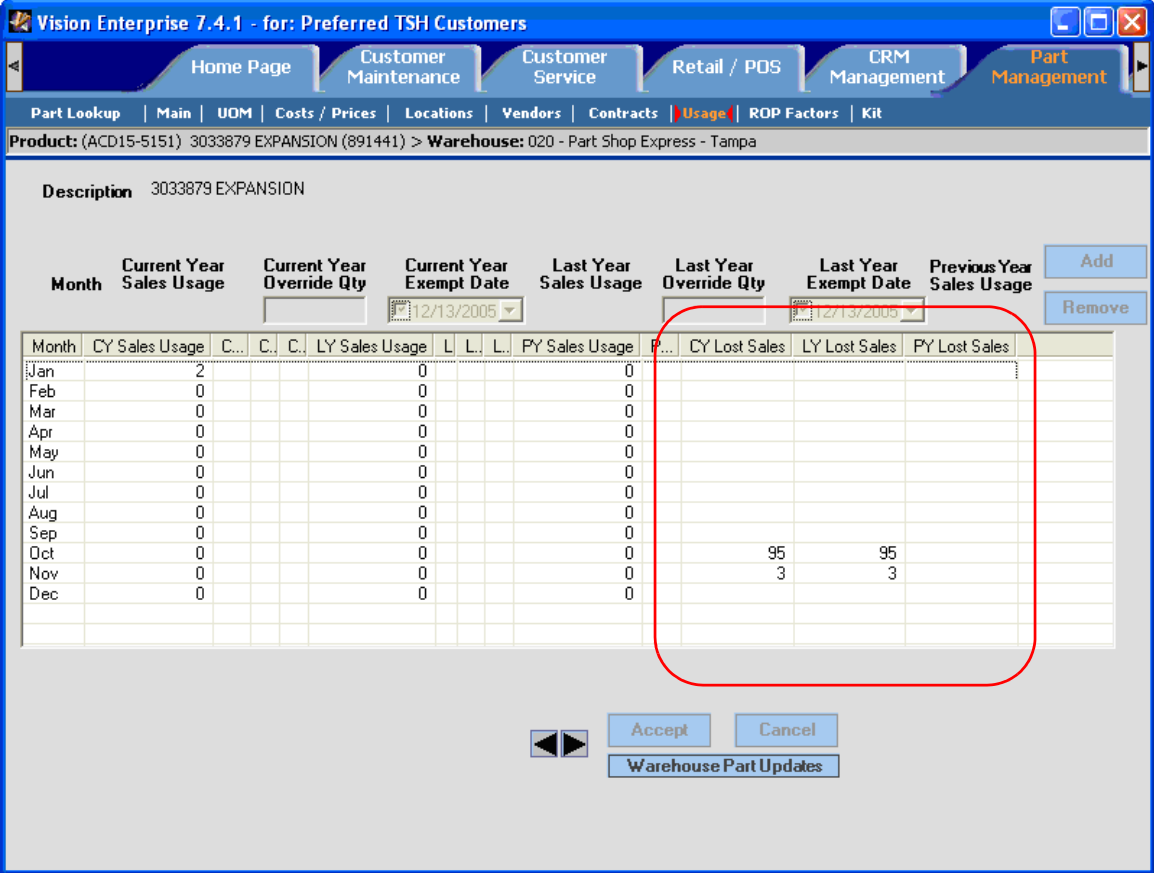 Vision Enterprise 7.4.1 - for: Preferred TSH Customers
Home Page
Customer Maintenance
Customer Service
Retail / POS
CRM Management
Part Management
Part Lookup | Main | UOM | Costs / Prices | Locations | Vendors | Contracts | Usage | ROP Factors | Kit
Product: (ACD15-5151) 3033879 EXPANSION (891441) > Warehouse: 020 - Part Shop Express - Tampa
Description 3033879 EXPANSION
Month
Current Year Sales Usage
Current Year Override Qty
Current Year Exempt Date
Last Year Sales Usage
Last Year Override Qty
Last Year Exempt Date
Previous Year Sales Usage
Add
12/13/2005
12/13/2005
Remove
Month CY Sales Usage C... C.. C.. LY Sales Usage L L.. L.. PY Sales Usage P... CY Lost Sales LY Lost Sales PY Lost Sales
Jan 2 0 0
Feb 0 0 0
Mar 0 0 0
Apr 0 0 0
May 0 0 0
Jun 0 0 0
Jul 0 0 0
Aug 0 0 0
Sep 0 0 0
Oct 0 0 0 95 95
Nov 0 0 0 3 3
Dec 0 0 0
Accept
Cancel
Warehouse Part Updates